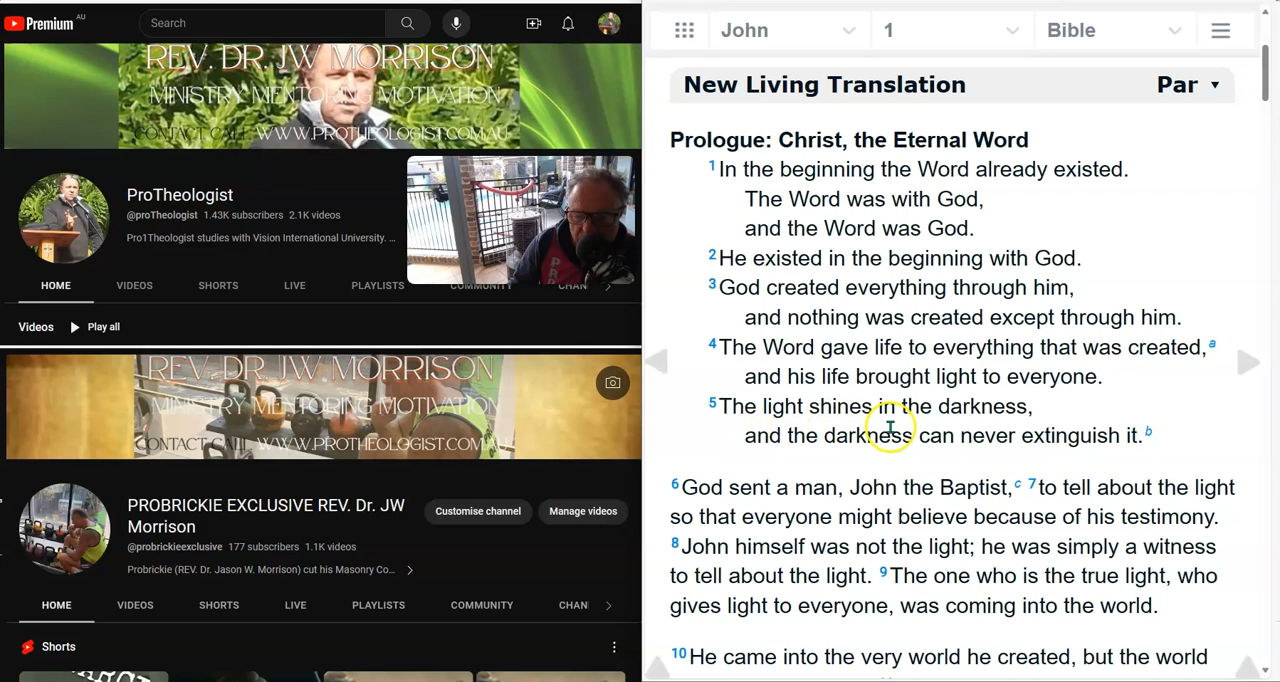 Premium AU
Search
REV. DR. JW MORRISON
MINISTRY MENTORING MOTIVATION
CONTACT CALL WWW.PROTHEOLOGIST.COM.AU
ProTheologist
@proTheologist 1.43K subscribers 2.1K videos
Pro1Theologist studies with Vision International University. ...
HOME VIDEOS SHORTS LIVE PLAYLISTS COMMUNITY CHAN
Videos Play all
REV. DR. JW MORRISON
MINISTRY MENTORING MOTIVATION
CONTACT CALL WWW.PROTHEOLOGIST.COM.AU
PROBRICKIE EXCLUSIVE REV. Dr. JW
Morrison
Customise channel
Manage videos
@probrickieexclusive 177 subscribers 1.1K videos
Probrickie (REV. Dr. Jason W. Morrison) cut his Masonry Co...
HOME VIDEOS SHORTS LIVE PLAYLISTS COMMUNITY CHAN
Shorts
John 1 Bible
New Living Translation Par
Prologue: Christ, the Eternal Word
1 In the beginning the Word already existed.
The Word was with God,
and the Word was God.
2 He existed in the beginning with God.
3 God created everything through him,
and nothing was created except through him.
4 The Word gave life to everything that was created, a
and his life brought light to everyone.
5 The light shines in the darkness,
and the darkness can never extinguish it. b
6 God sent a man, John the Baptist, c 7 to tell about the light
so that everyone might believe because of his testimony.
8 John himself was not the light; he was simply a witness
to tell about the light. 9 The one who is the true light, who
gives light to everyone, was coming into the world.
10 He came into the very world he created, but the world